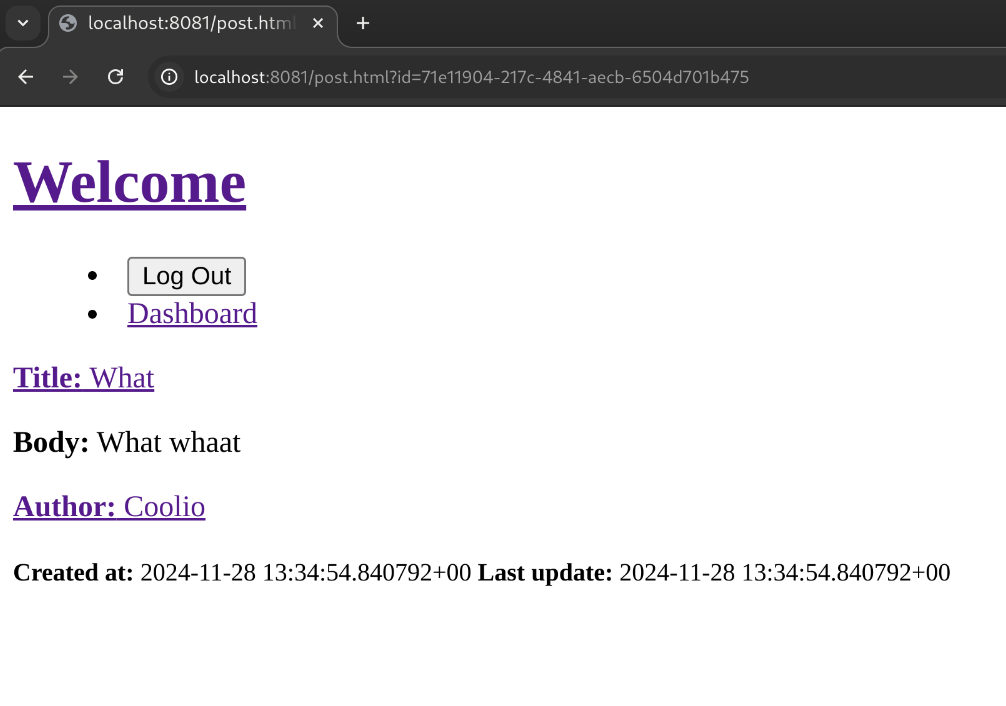 localhost:8081/post.html
localhost:8081/post.html?id=71e11904-217c-4841-aecb-6504d701b475
Welcome
Log Out
Dashboard
Title: What
Body: What whaat
Author: Coolio
Created at: 2024-11-28 13:34:54.840792+00 Last update: 2024-11-28 13:34:54.840792+00